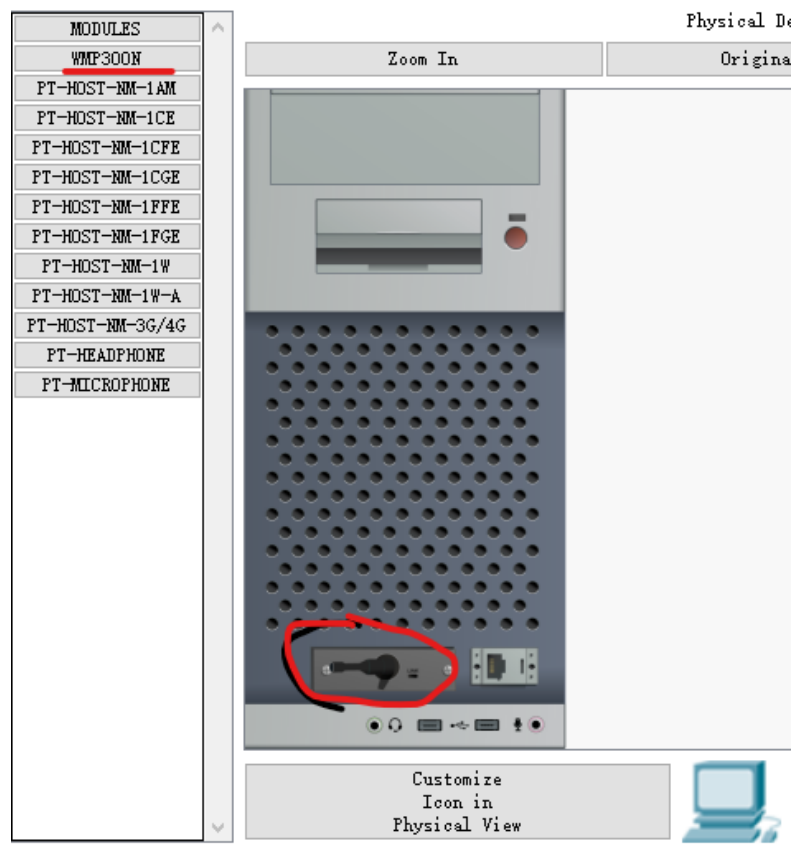 Physical De
MODULES
WMP300N
PT-HOST-NM-1AM
PT-HOST-NM-1CE
PT-HOST-NM-1CFE
PT-HOST-NM-1CGE
PT-HOST-NM-1FFE
PT-HOST-NM-1FGE
PT-HOST-NM-1W
PT-HOST-NM-1W-A
PT-HOST-NM-3G/4G
PT-HEADPHONE
PT-MICROPHONE
Zoom In
Origina
Customize
Icon in
Physical View